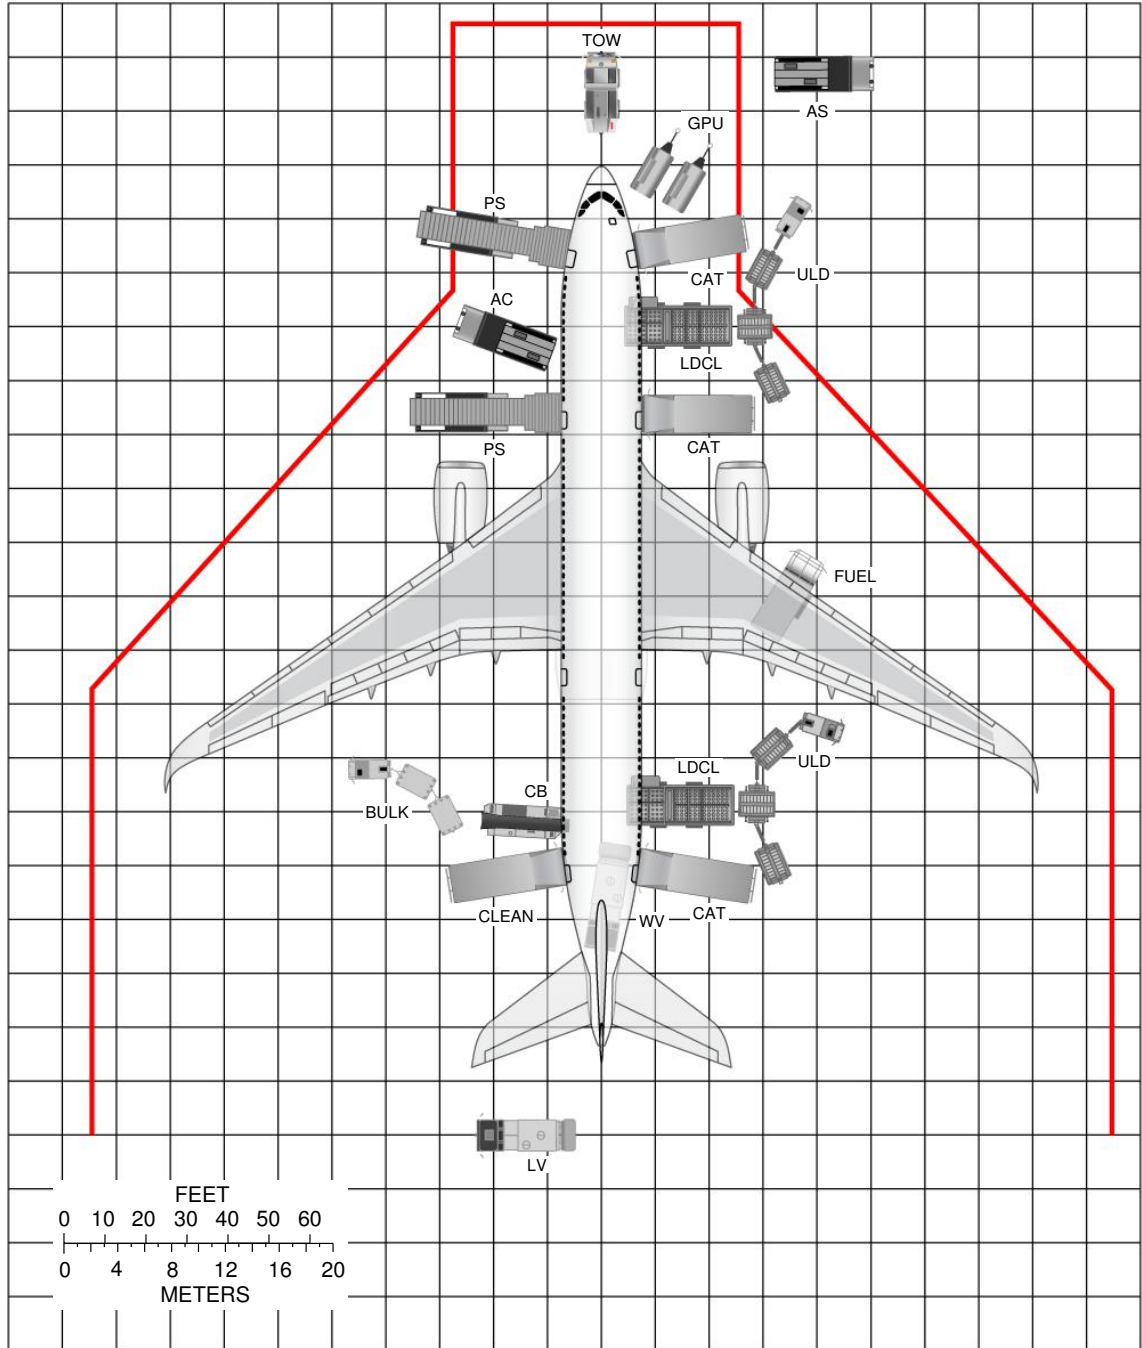 TOW
AS
GPU
PS
CAT
ULD
AC
LDCL
PS
CAT
FUEL
LDCL
ULD
CB
BULK
CLEAN
WV
CAT
LV
FEET
0 10 20 30 40 50 60
0 4 8 12 16 20
METERS